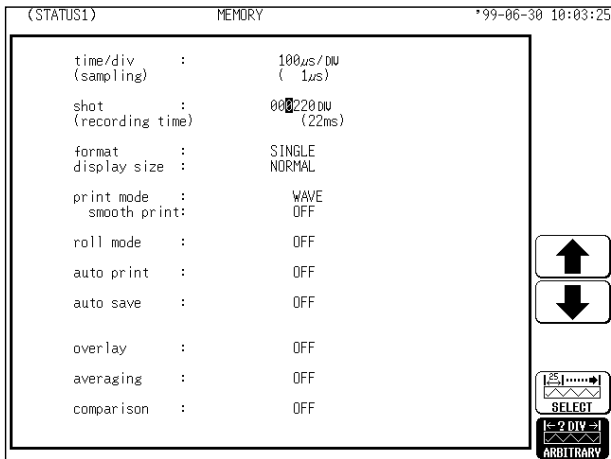 (STATUS1) MEMORY '99-06-30 10:03:25
time/div : 100µs/DIV
(sampling) ( 1µs)
shot : 000220DIV
(recording time) (22ms)
format : SINGLE
display size : NORMAL
print mode : WAVE
smooth print: OFF
roll mode : OFF
auto print : OFF
auto save : OFF
overlay : OFF
averaging : OFF
comparison : OFF
25
SELECT
? DIV
ARBITRARY